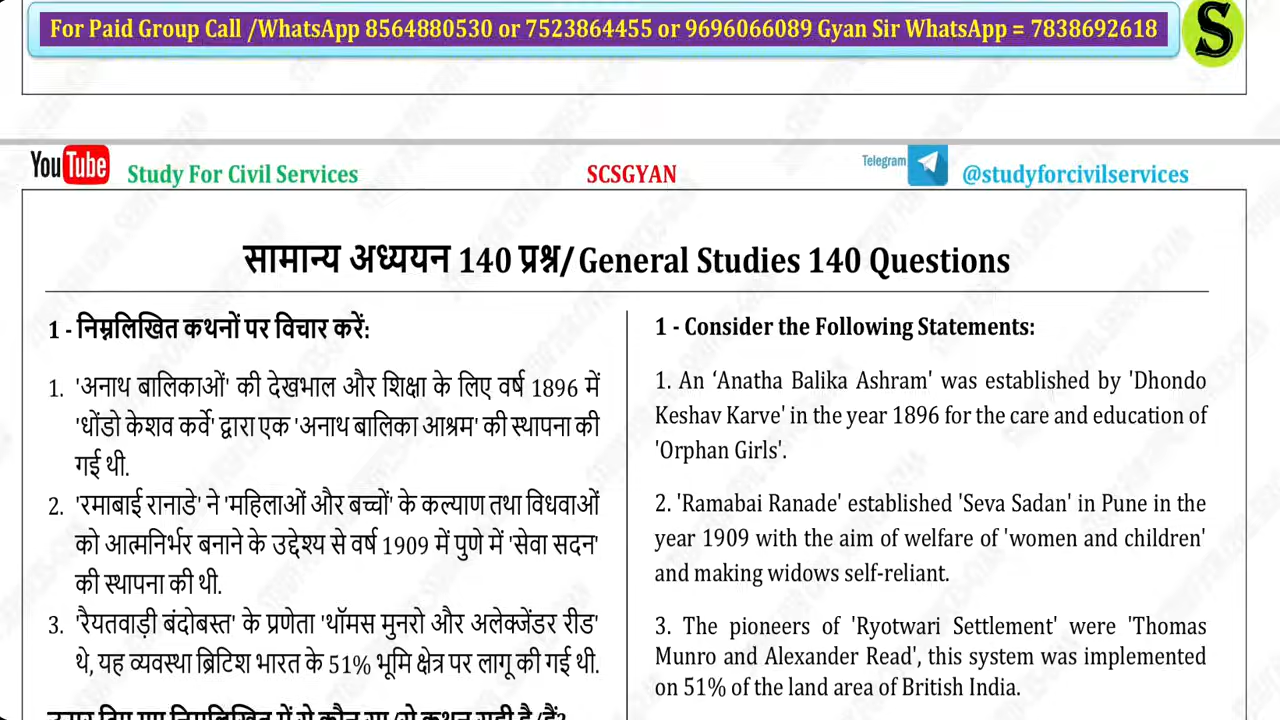 For Paid Group Call /WhatsApp 8564880530 or 7523864455 or 9696066089 Gyan Sir WhatsApp = 7838692618
S
YouTube Study For Civil Services SCSGYAN Telegram @studyforcivilservices
सामान्य अध्ययन 140 प्रश्न/ General Studies 140 Questions
1 - निम्नलिखित कथनों पर विचार करें:
1. 'अनाथ बालिकाओं' की देखभाल और शिक्षा के लिए वर्ष 1896 में
'धोंडो केशव कर्वे' द्वारा एक 'अनाथ बालिका आश्रम' की स्थापना की
गई थी.
2. 'रमाबाई रानाडे' ने 'महिलाओं और बच्चों' के कल्याण तथा विधवाओं
को आत्मनिर्भर बनाने के उद्देश्य से वर्ष 1909 में पुणे में 'सेवा सदन'
की स्थापना की थी.
3. 'रैयतवाड़ी बंदोबस्त' के प्रणेता 'थॉमस मुनरो और अलेक्जेंडर रीड'
थे, यह व्यवस्था ब्रिटिश भारत के 51% भूमि क्षेत्र पर लागू की गई थी.
1 - Consider the Following Statements:
1. An ‘Anatha Balika Ashram' was established by 'Dhondo
Keshav Karve' in the year 1896 for the care and education of
'Orphan Girls'.
2. 'Ramabai Ranade' established 'Seva Sadan' in Pune in the
year 1909 with the aim of welfare of 'women and children'
and making widows self-reliant.
3. The pioneers of 'Ryotwari Settlement' were 'Thomas
Munro and Alexander Read', this system was implemented
on 51% of the land area of British India.